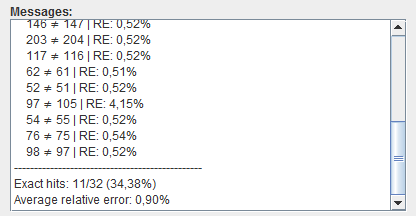 Messages:
146 ≠ 147 | RE: 0,52%
203 ≠ 204 | RE: 0,52%
117 ≠ 116 | RE: 0,52%
62 ≠ 61 | RE: 0,51%
52 ≠ 51 | RE: 0,52%
97 ≠ 105 | RE: 4,15%
54 ≠ 55 | RE: 0,52%
76 ≠ 75 | RE: 0,54%
98 ≠ 97 | RE: 0,52%
-----------------------------------------------
Exact hits: 11/32 (34,38%)
Average relative error: 0,90%